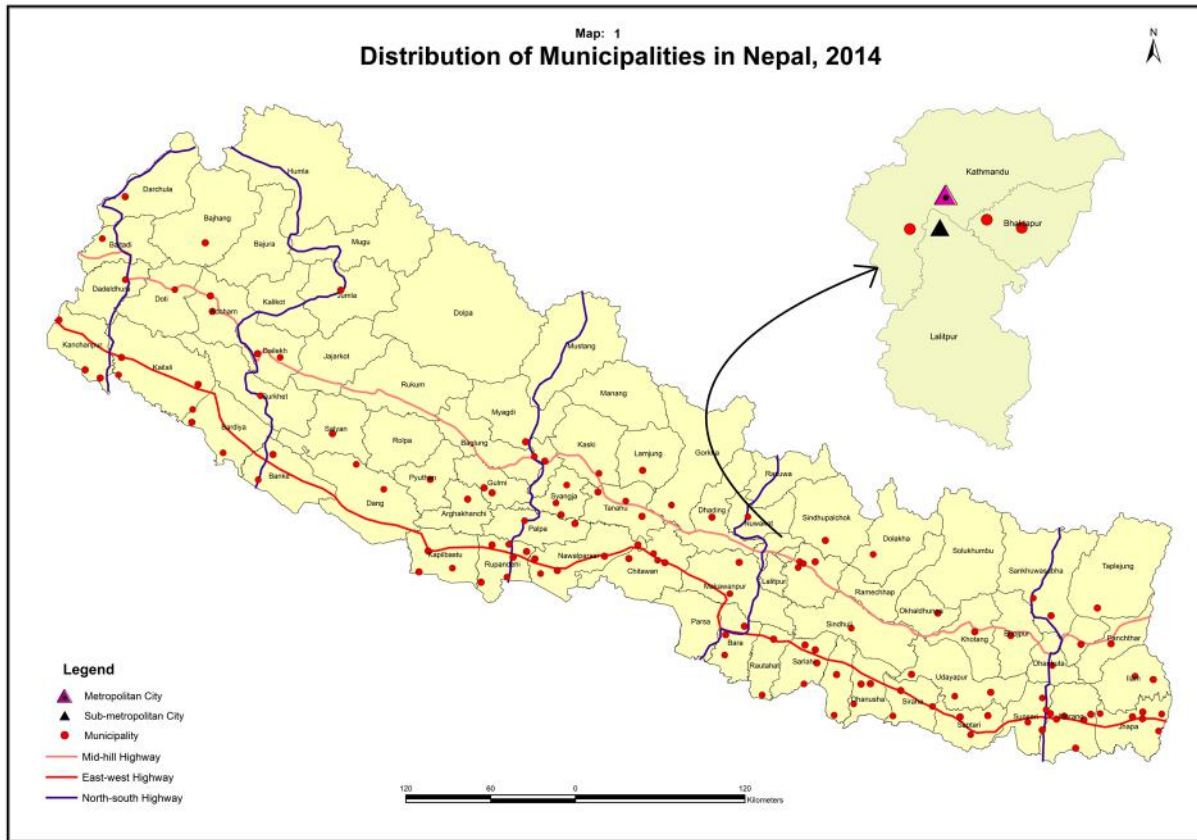 Map: 1
Distribution of Municipalities in Nepal, 2014
N
Humla
Darchula
Bajhang
Bajura
Mugu
Baitadi
Dadeldhura
Doti
Achham
Kalikot
Jumla
Dolpa
Mustang
Kanchanpur
Kailali
Dailekh
Jajarkot
Rukum
Manang
Myagdi
Surkhet
Bardiya
Salyan
Rolpa
Baglung
Kaski
Lamjung
Gorkha
Rasuwa
Banke
Dang
Pyuthan
Gulmi
Syangja
Tanahu
Dhading
Nuwakot
Sindhupalchok
Arghakhanchi
Palpa
Dolakha
Kapilbastu
Rupandehi
Nawalparasi
Chitawan
Makawanpur
Lalitpur
Ramechhap
Solukhumbu
Sankhuwasabha
Taplejung
Okhaldhunga
Parsa
Bara
Sindhuli
Khotang
Bhojpur
Panchthar
Rautahat
Sarlahi
Udayapur
Dhankuta
Ilam
Dhanusha
Siraha
Saptari
Sunsari
Morang
Jhapa
Kathmandu
Bhaktapur
Lalitpur
Legend
Metropolitan City
Sub-metropolitan City
Municipality
Mid-hill Highway
East-west Highway
North-south Highway
120 60 0 120
Kilometers